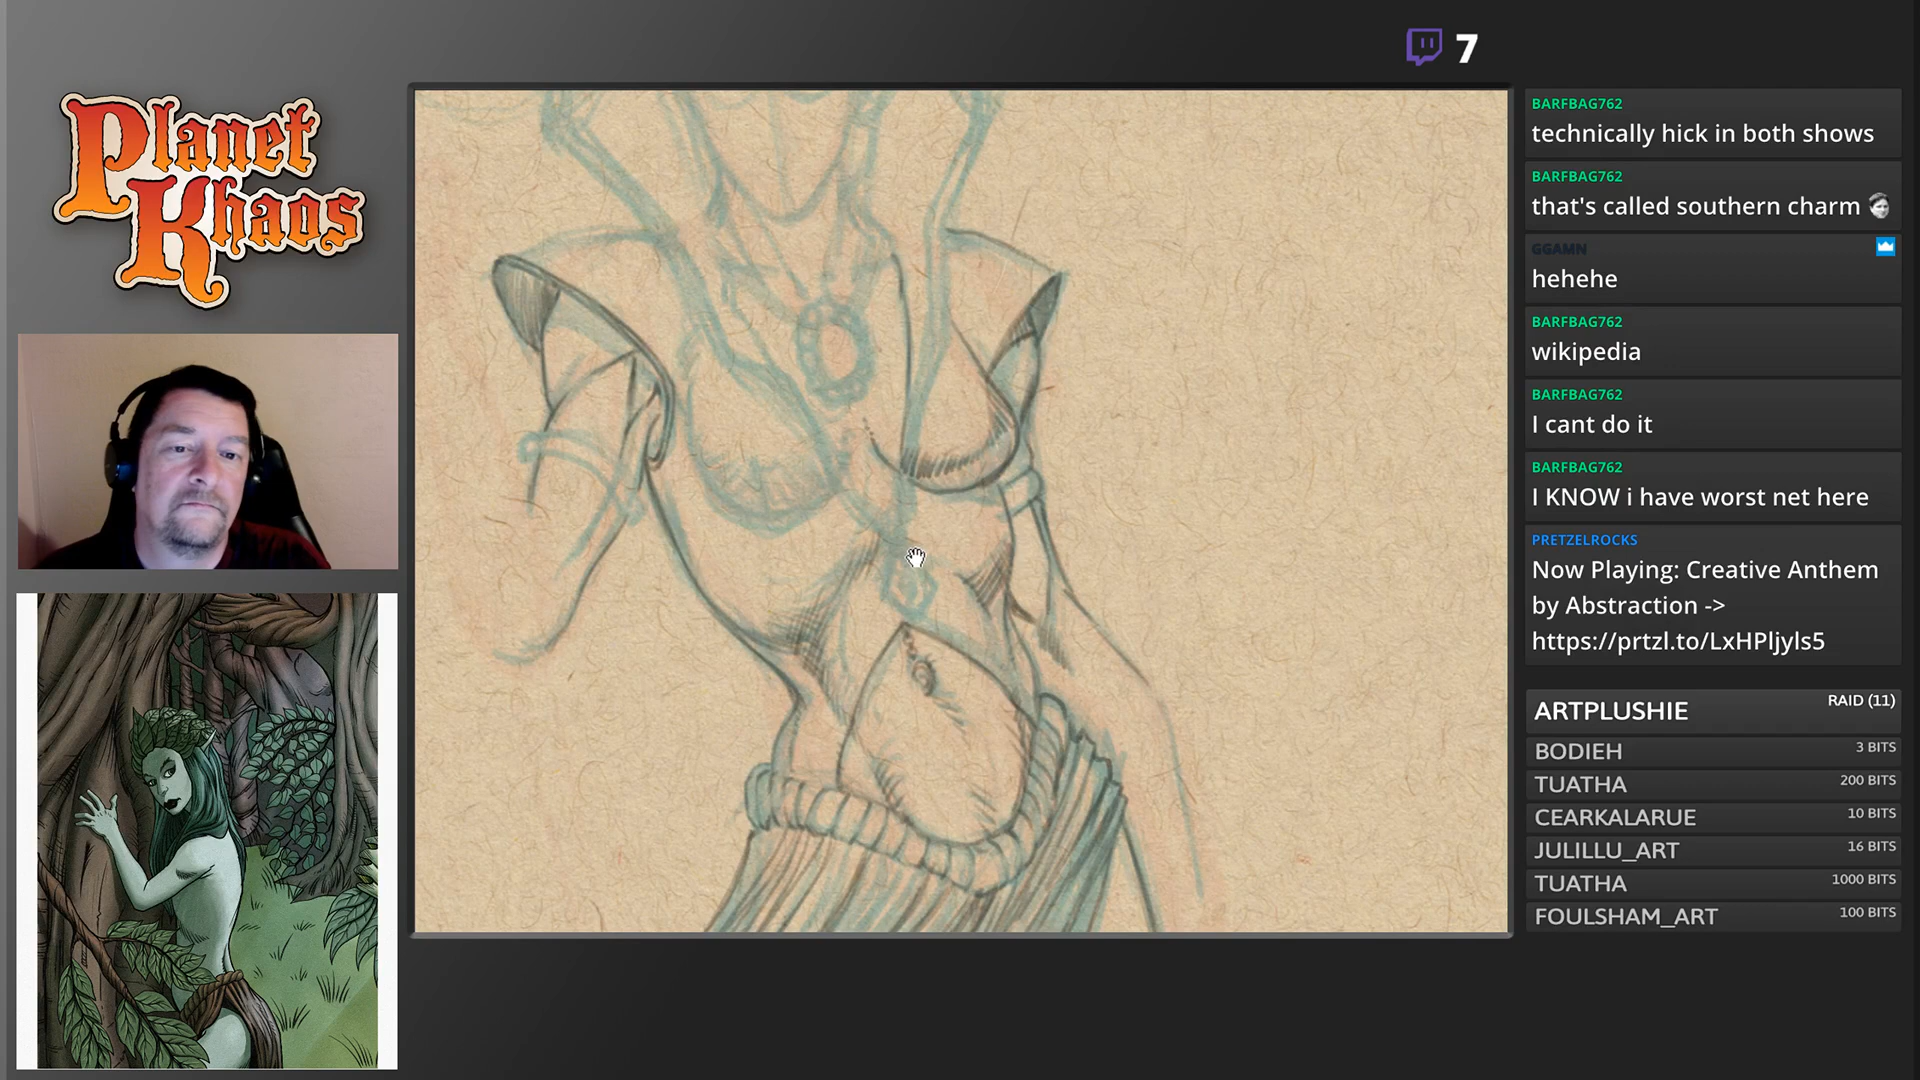 7
Planet
Khaos
BARFBAG762
technically hick in both shows
BARFBAG762
that's called southern charm
GGAMN
hehehe
BARFBAG762
wikipedia
BARFBAG762
I cant do it
BARFBAG762
I KNOW i have worst net here
PRETZELROCKS
Now Playing: Creative Anthem
by Abstraction ->
https://prtzl.to/LxHPljyls5
ARTPLUSHIE RAID (11)
BODIEH 3 BITS
TUATHA 200 BITS
CEARKALARUE 10 BITS
JULILLU_ART 16 BITS
TUATHA 1000 BITS
FOULSHAM_ART 100 BITS